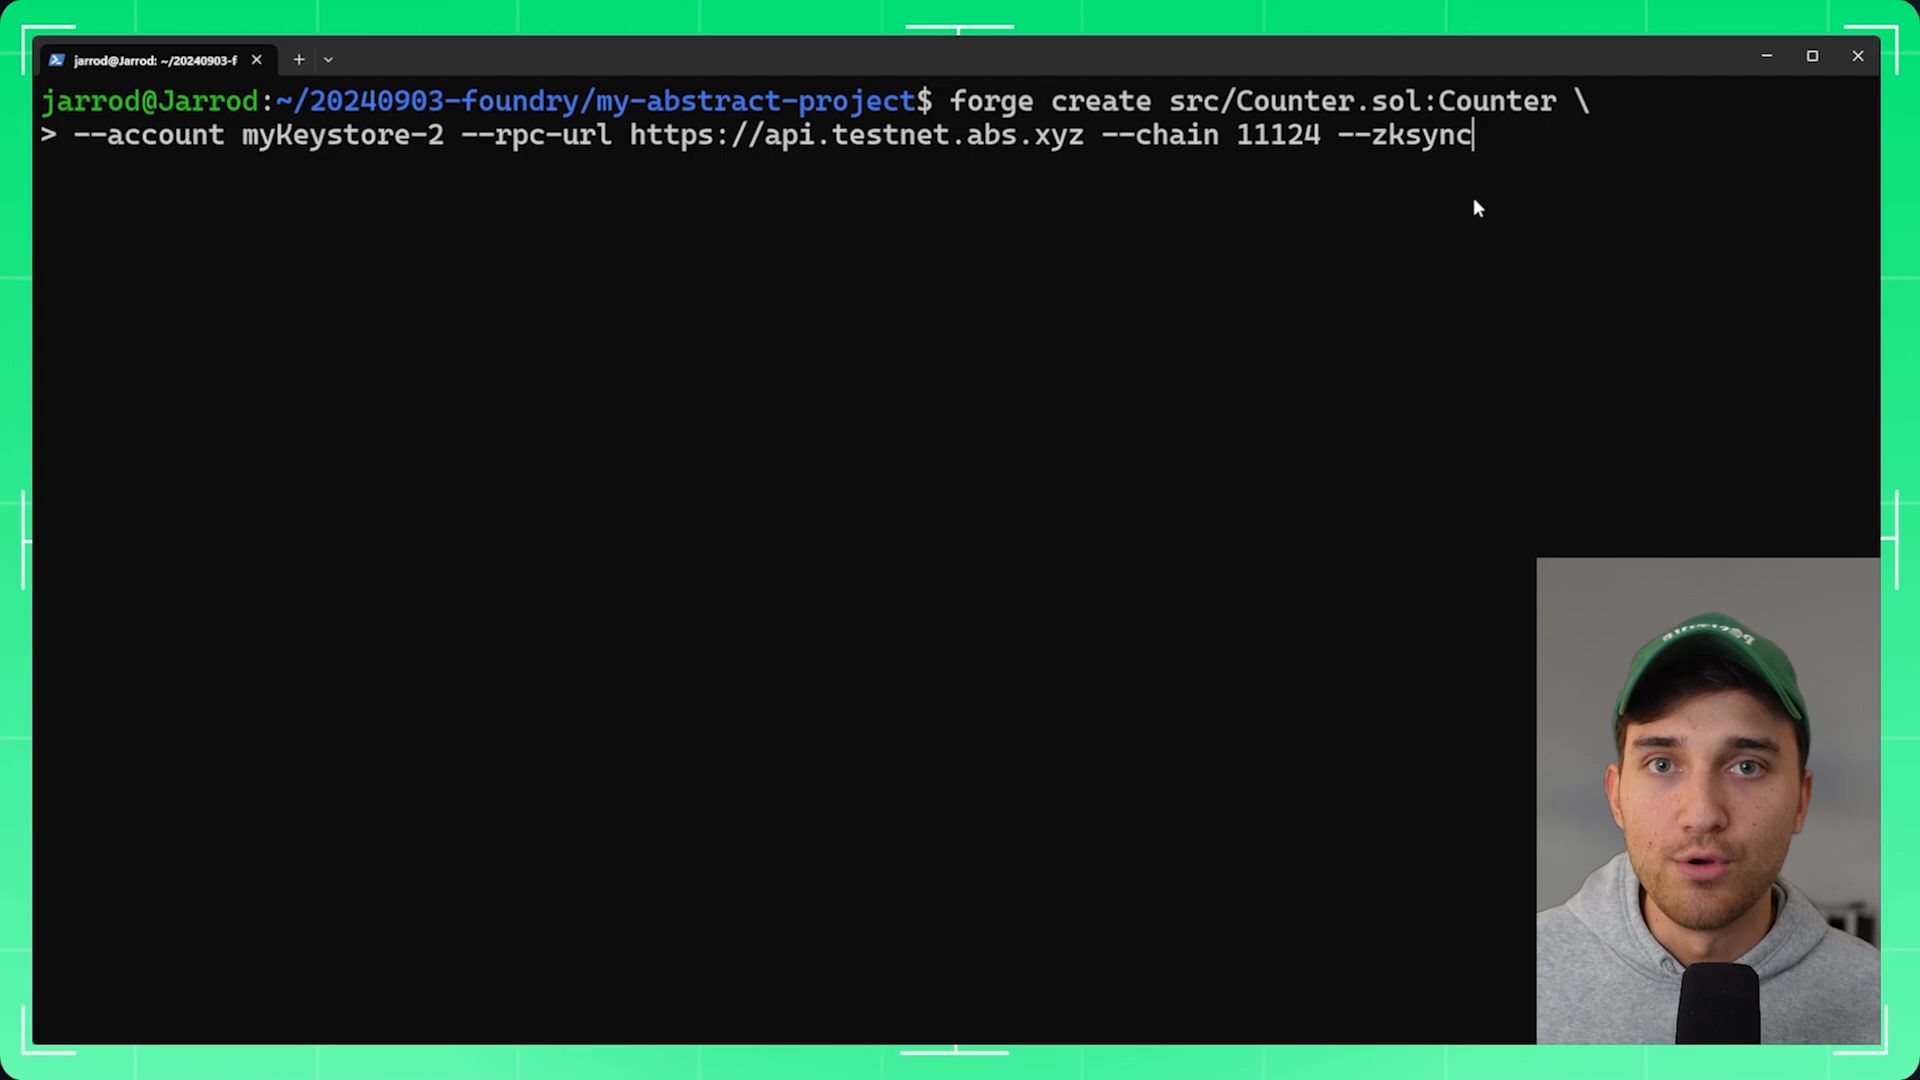 jarrod@Jarrod: ~/20240903-f
jarrod@Jarrod:~/20240903-foundry/my-abstract-project$ forge create src/Counter.sol:Counter \
> --account myKeystore-2 --rpc-url https://api.testnet.abs.xyz --chain 11124 --zksync